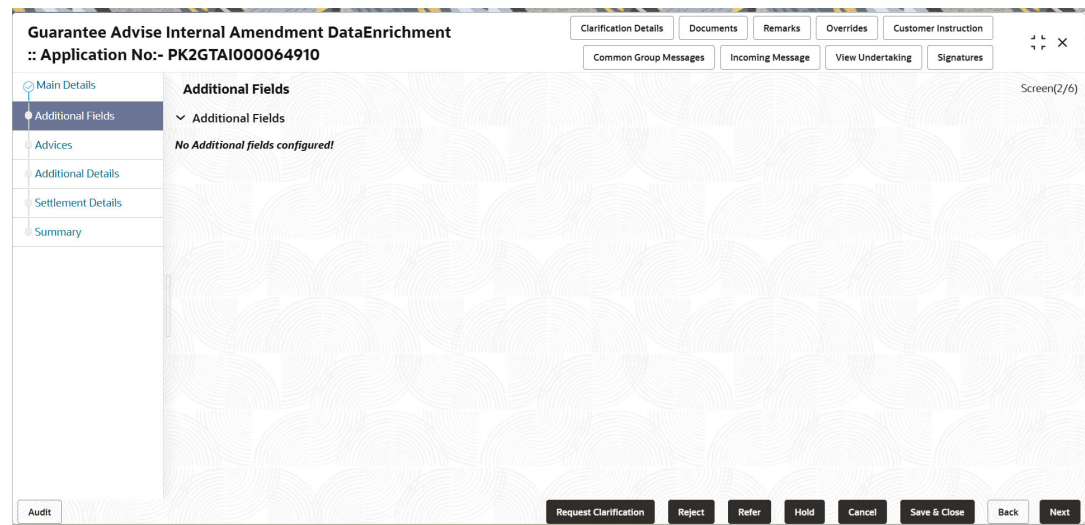 Guarantee Advise Internal Amendment DataEnrichment
:: Application No:- PK2GTAI000064910
Clarification Details Documents Remarks Overrides Customer Instruction
Common Group Messages Incoming Message View Undertaking Signatures
Main Details
Additional Fields
Advices
Additional Details
Settlement Details
Summary
Additional Fields
Screen(2/6)
Additional Fields
No Additional fields configured!
Audit
Request Clarification Reject Refer Hold Cancel Save & Close Back Next